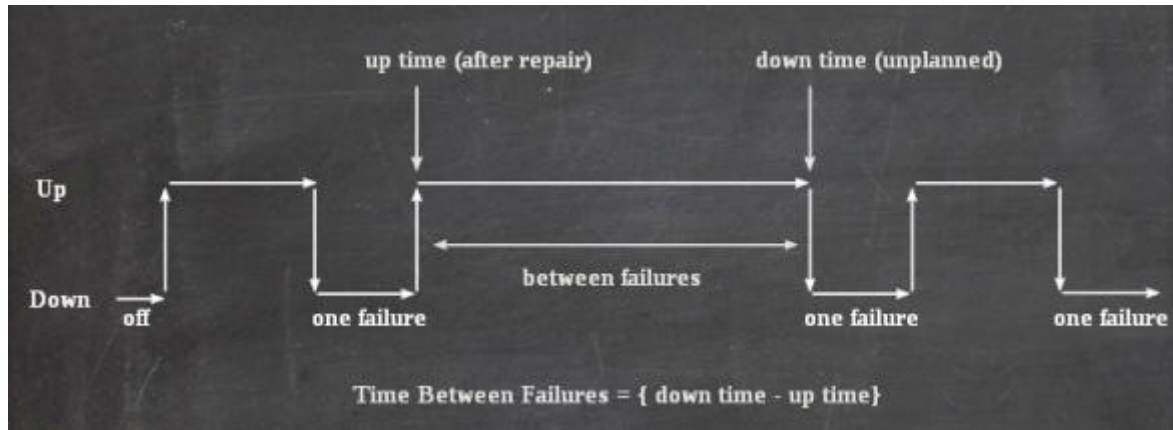 up time (after repair)
down time (unplanned)
Up
between failures
Down
off
one failure
one failure
one failure
Time Between Failures = { down time - up time}